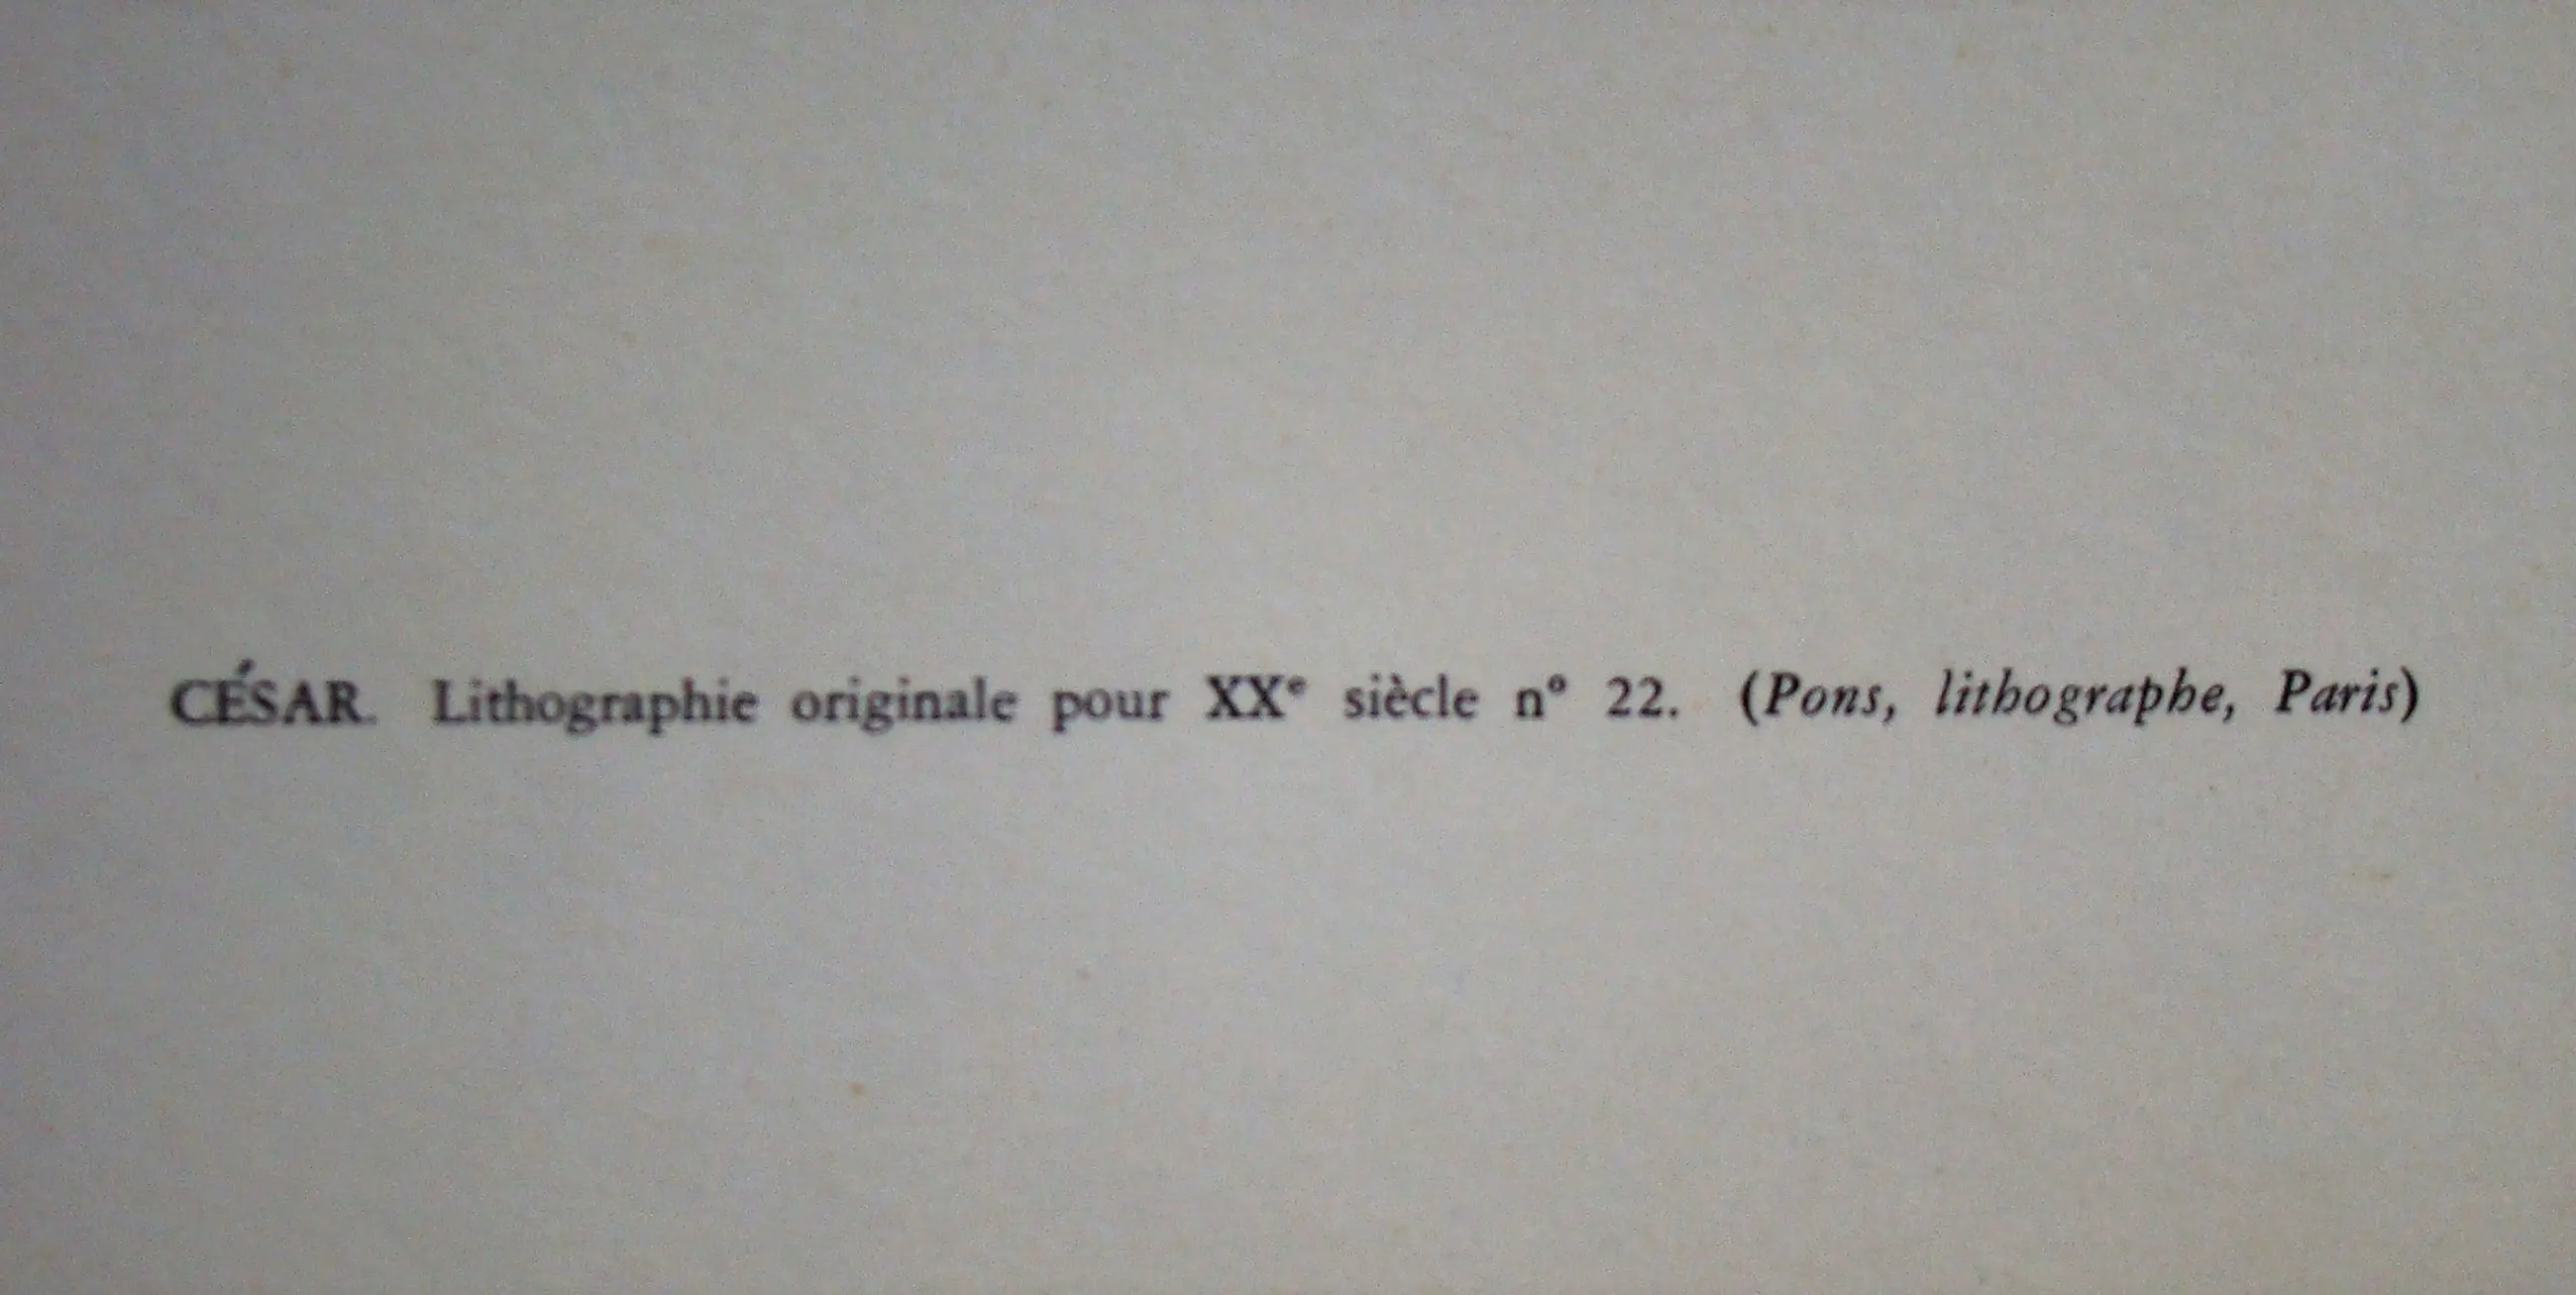 CÉSAR. Lithographie originale pour XXᵉ siècle n° 22. (Pons, lithographe, Paris)